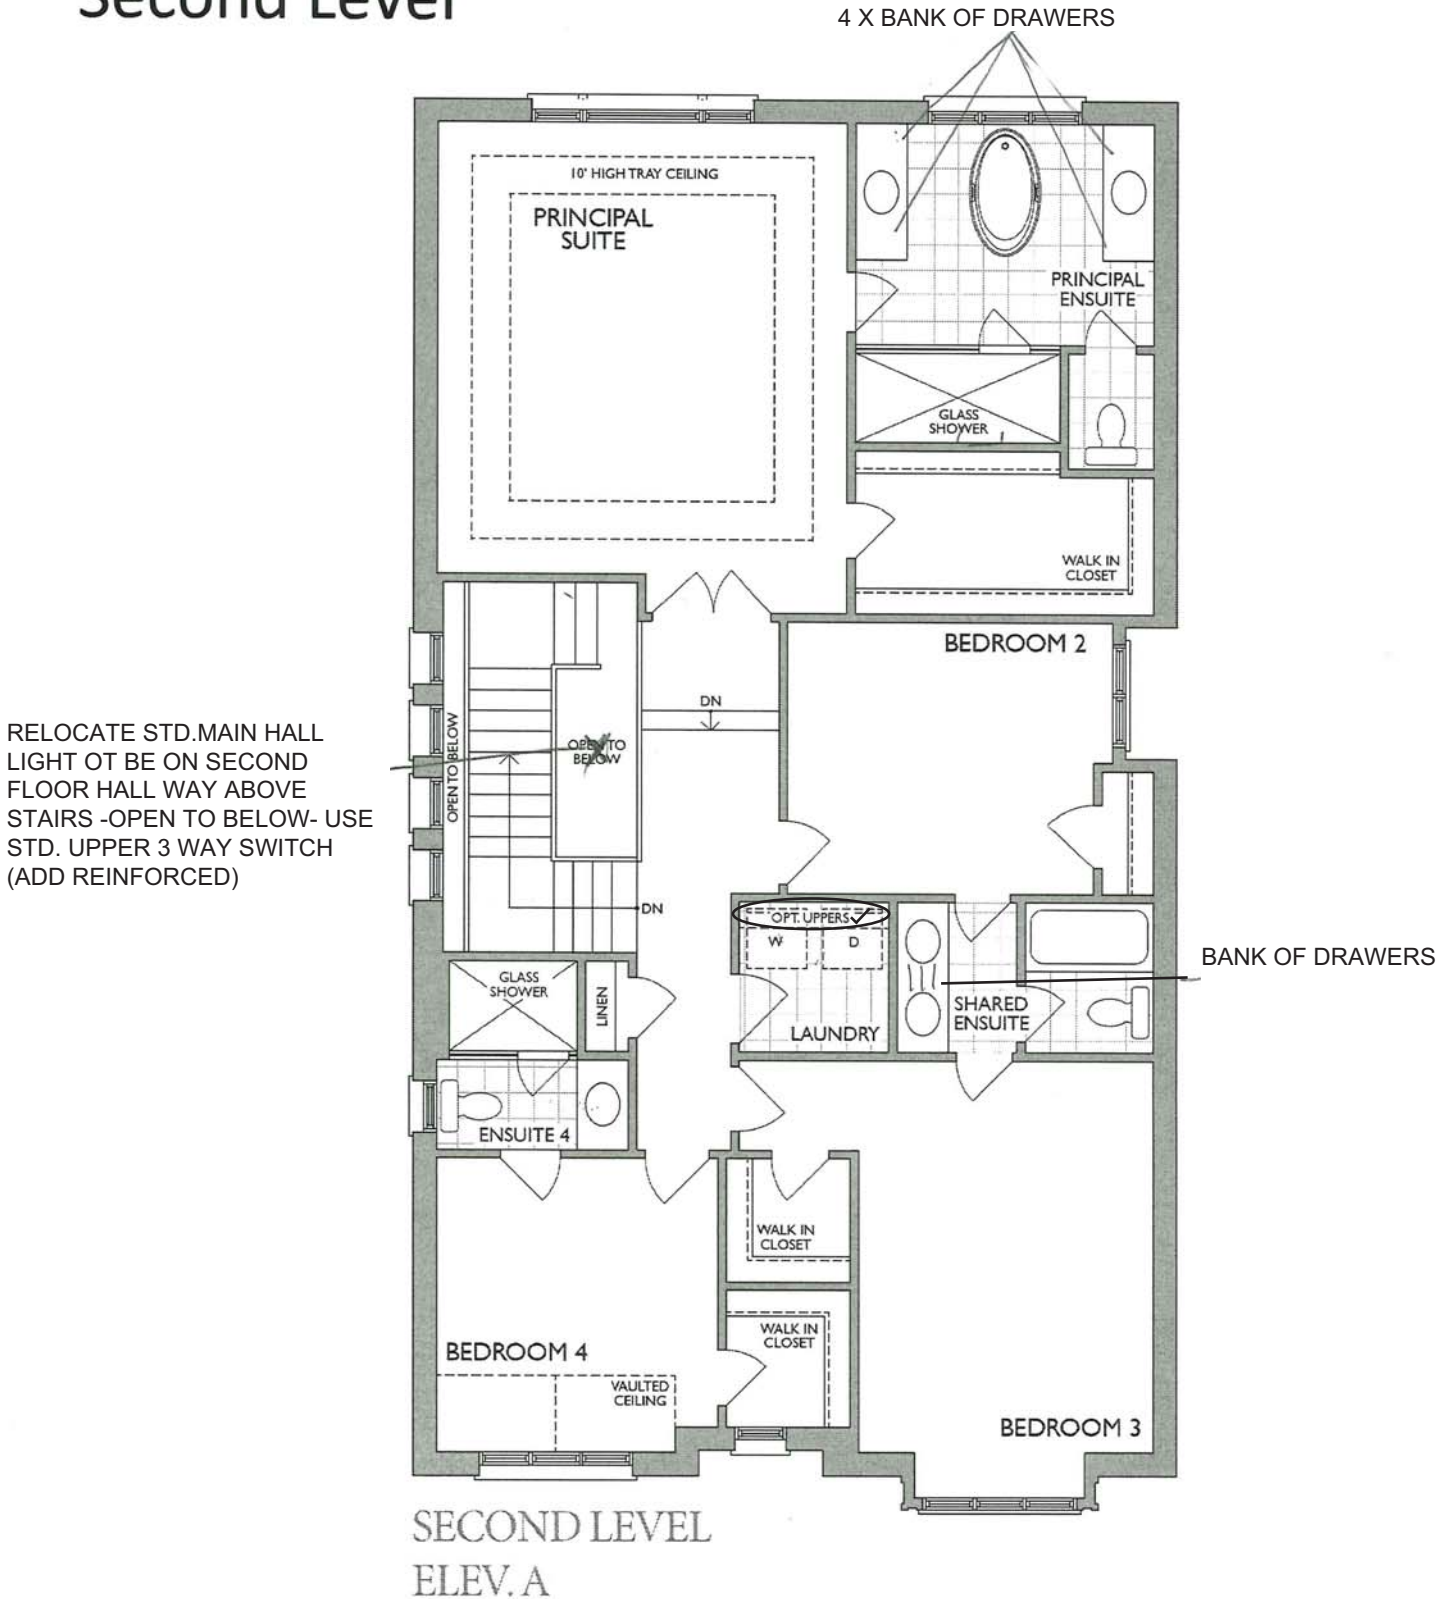 Second Level
4 X BANK OF DRAWERS
10' HIGH TRAY CEILING
PRINCIPAL
SUITE
PRINCIPAL
ENSUITE
GLASS
SHOWER
WALK IN
CLOSET
BEDROOM 2
DN
OPEN TO BELOW
OPEN TO
BELOW
RELOCATE STD.MAIN HALL
LIGHT OT BE ON SECOND
FLOOR HALL WAY ABOVE
STAIRS -OPEN TO BELOW- USE
STD. UPPER 3 WAY SWITCH
(ADD REINFORCED)
DN
OPT. UPPERS
W D
LAUNDRY
BANK OF DRAWERS
SHARED
ENSUITE
GLASS
SHOWER
LINEN
ENSUITE 4
WALK IN
CLOSET
WALK IN
CLOSET
BEDROOM 4
VAULTED
CEILING
BEDROOM 3
SECOND LEVEL
ELEV. A